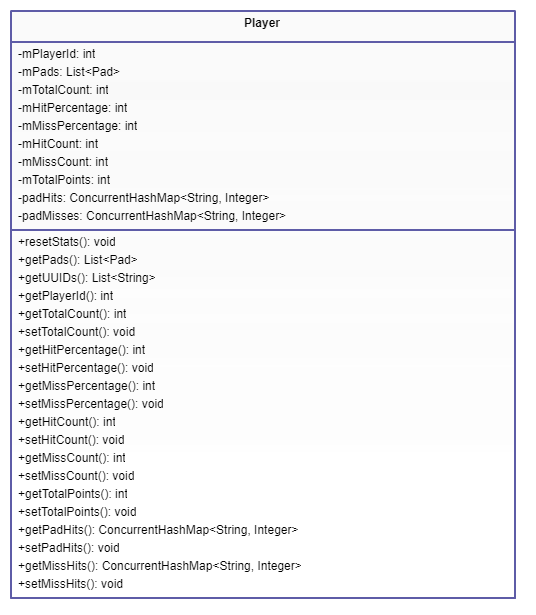 Player
-mPlayerId: int
-mPads: List<Pad>
-mTotalCount: int
-mHitPercentage: int
-mMissPercentage: int
-mHitCount: int
-mMissCount: int
-mTotalPoints: int
-padHits: ConcurrentHashMap<String, Integer>
-padMisses: ConcurrentHashMap<String, Integer>
+resetStats(): void
+getPads(): List<Pad>
+getUUIDs(): List<String>
+getPlayerId(): int
+getTotalCount(): int
+setTotalCount(): void
+getHitPercentage(): int
+setHitPercentage(): void
+getMissPercentage(): int
+setMissPercentage(): void
+getHitCount(): int
+setHitCount(): void
+getMissCount(): int
+setMissCount(): void
+getTotalPoints(): int
+setTotalPoints(): void
+getPadHits(): ConcurrentHashMap<String, Integer>
+setPadHits(): void
+getMissHits(): ConcurrentHashMap<String, Integer>
+setMissHits(): void